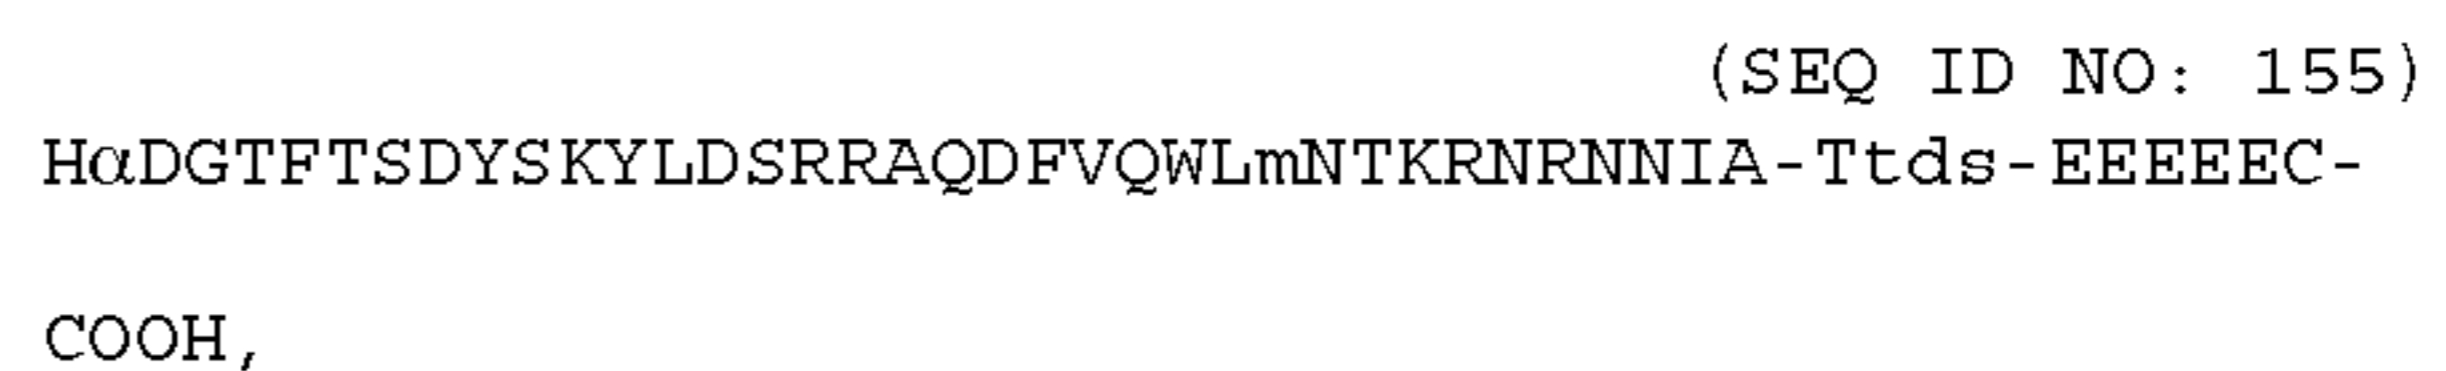 (SEQ ID NO: 155)
HαDGTFTSDYSKYLDSRRAQDFVQWLmNTKRNRNNIA-Ttds-EEEEEC-
COOH,